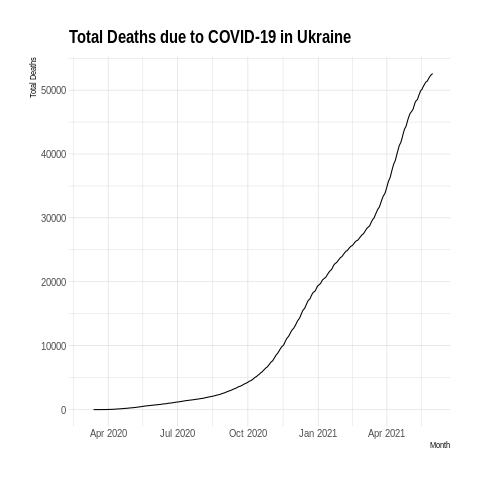 Total Deaths due to COVID-19 in Ukraine
Total Deaths
50000
40000
30000
20000
10000
0
Apr 2020 Jul 2020 Oct 2020 Jan 2021 Apr 2021
Month